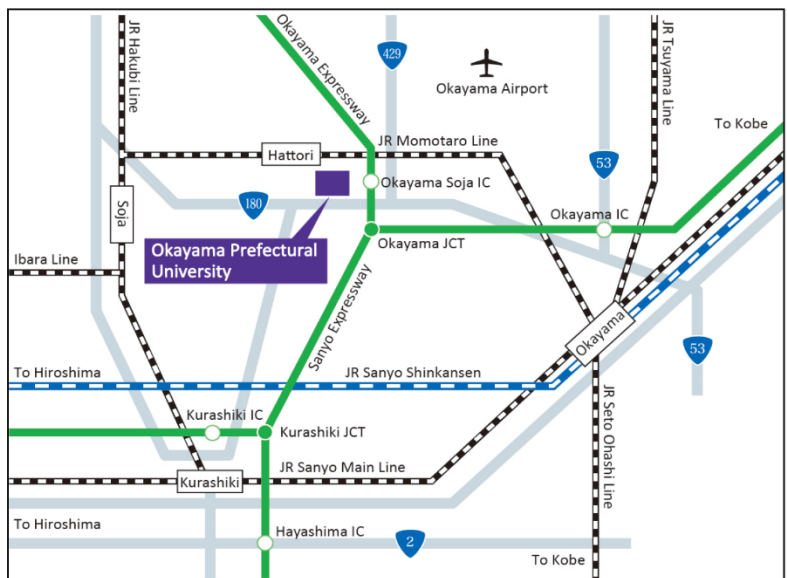 JR Hakubi Line
Okayama Expressway
429
JR Tsuyama Line
Okayama Airport
To Kobe
JR Momotaro Line
Hattori
53
Okayama Soja IC
Soja
180
Okayama IC
Okayama Prefectural
University
Okayama JCT
Ibara Line
Sanyo Expressway
Okayama
53
To Hiroshima
JR Sanyo Shinkansen
Kurashiki IC
Kurashiki JCT
JR Seto Ohashi Line
JR Sanyo Main Line
Kurashiki
To Hiroshima
Hayashima IC
2
To Kobe